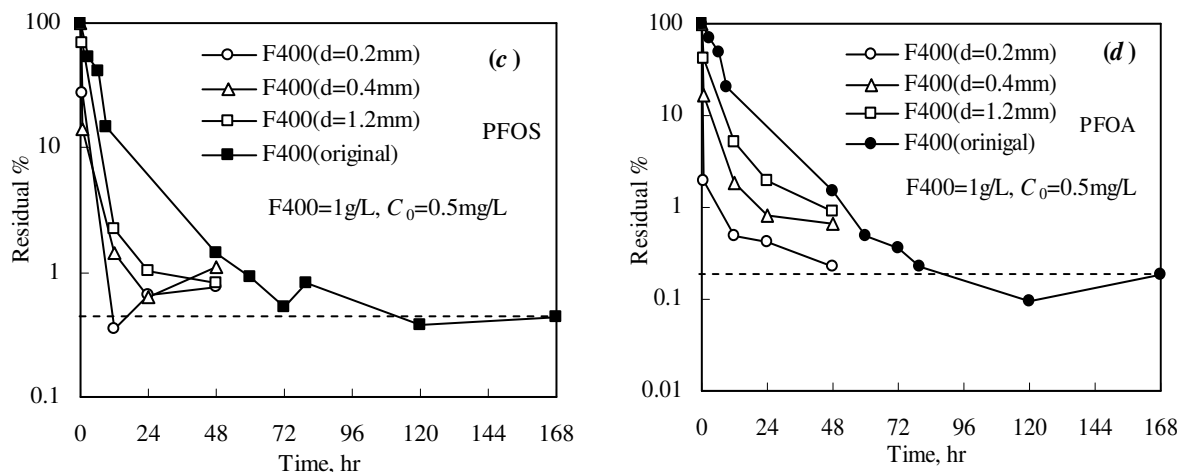 100
10
1
0.1
Residual %
(c)
F400(d=0.2mm)
F400(d=0.4mm)
F400(d=1.2mm)
F400(original)
PFOS
F400=1g/L, C0=0.5mg/L
0 24 48 72 96 120 144 168
Time, hr
100
10
1
0.1
0.01
Residual %
(d)
F400(d=0.2mm)
F400(d=0.4mm)
F400(d=1.2mm)
F400(orinigal)
PFOA
F400=1g/L, C0=0.5mg/L
0 24 48 72 96 120 144 168
Time, hr